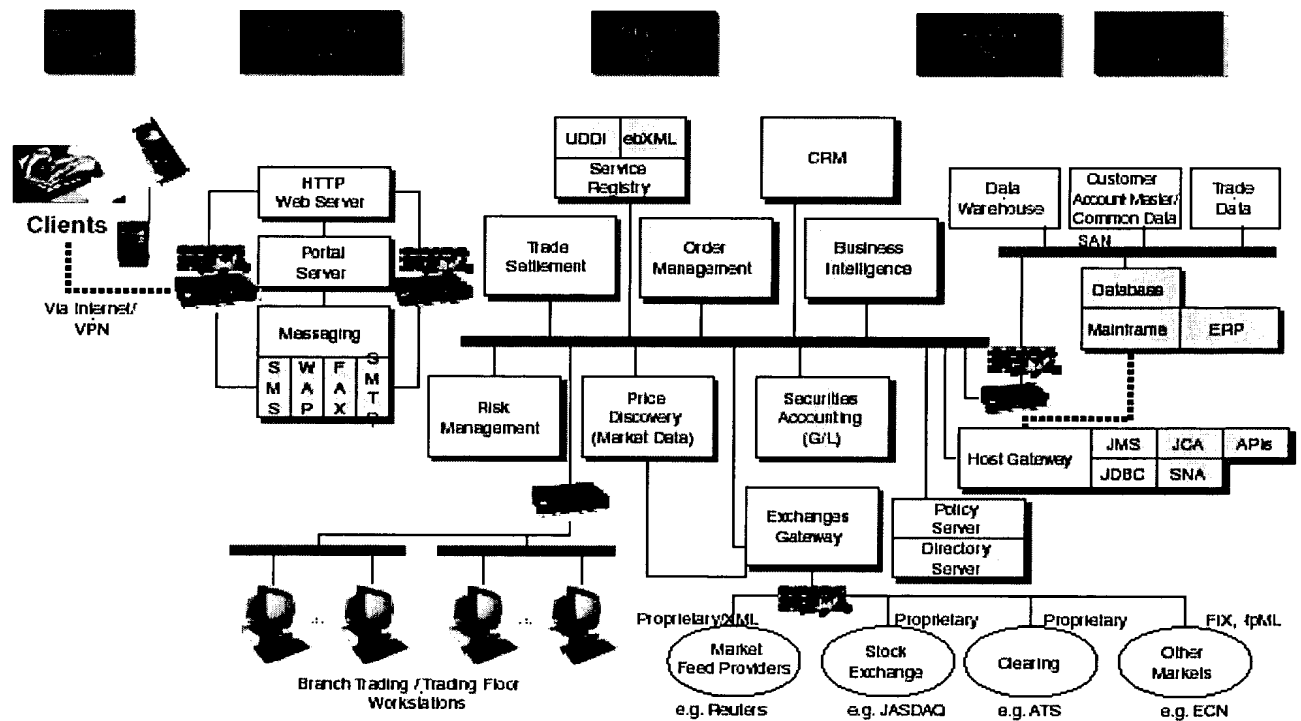 UDDI
ebXML
Service
Registry
CRM
HTTP
Web Server
Data
Warehouse
Customer
Account Master/
Common Data
Trade
Data
Clients
Portal
Server
Trade
Settlement
Order
Management
Business
Intelligence
SAN
Via Internet/
VPN
Messaging
SMS
WAP
FAX
Database
Mainframe
ERP
Risk
Management
Price
Discovery
(Market Data)
Securities
Accounting
(G/L)
Host Gateway
JMS
JCA
APIs
JDBC
SNA
Exchanges
Gateway
Policy
Server
Directory
Server
Proprietary/XML
Proprietary
Proprietary
FIX,
Market
Feed Providers
Stock
Exchange
Clearing
Other
Markets
Branch Trading / Trading Floor
Workstations
e.g. Reuters
e.g. JASDAQ
e.g. ATS
e.g. ECN